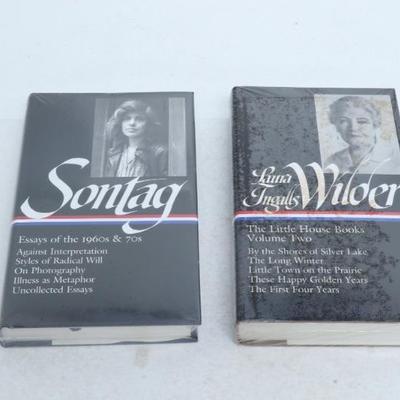 Sontag
Essays of the 1960s & 70s
Against Interpretation
Styles of Radical Will
On Photography
Illness as Metaphor
Uncollected Essays
Laura
Ingalls Wilder
The Little House Books
Volume Two
By the Shores of Silver Lake
The Long Winter
Little Town on the Prairie
These Happy Golden Years
The First Four Years